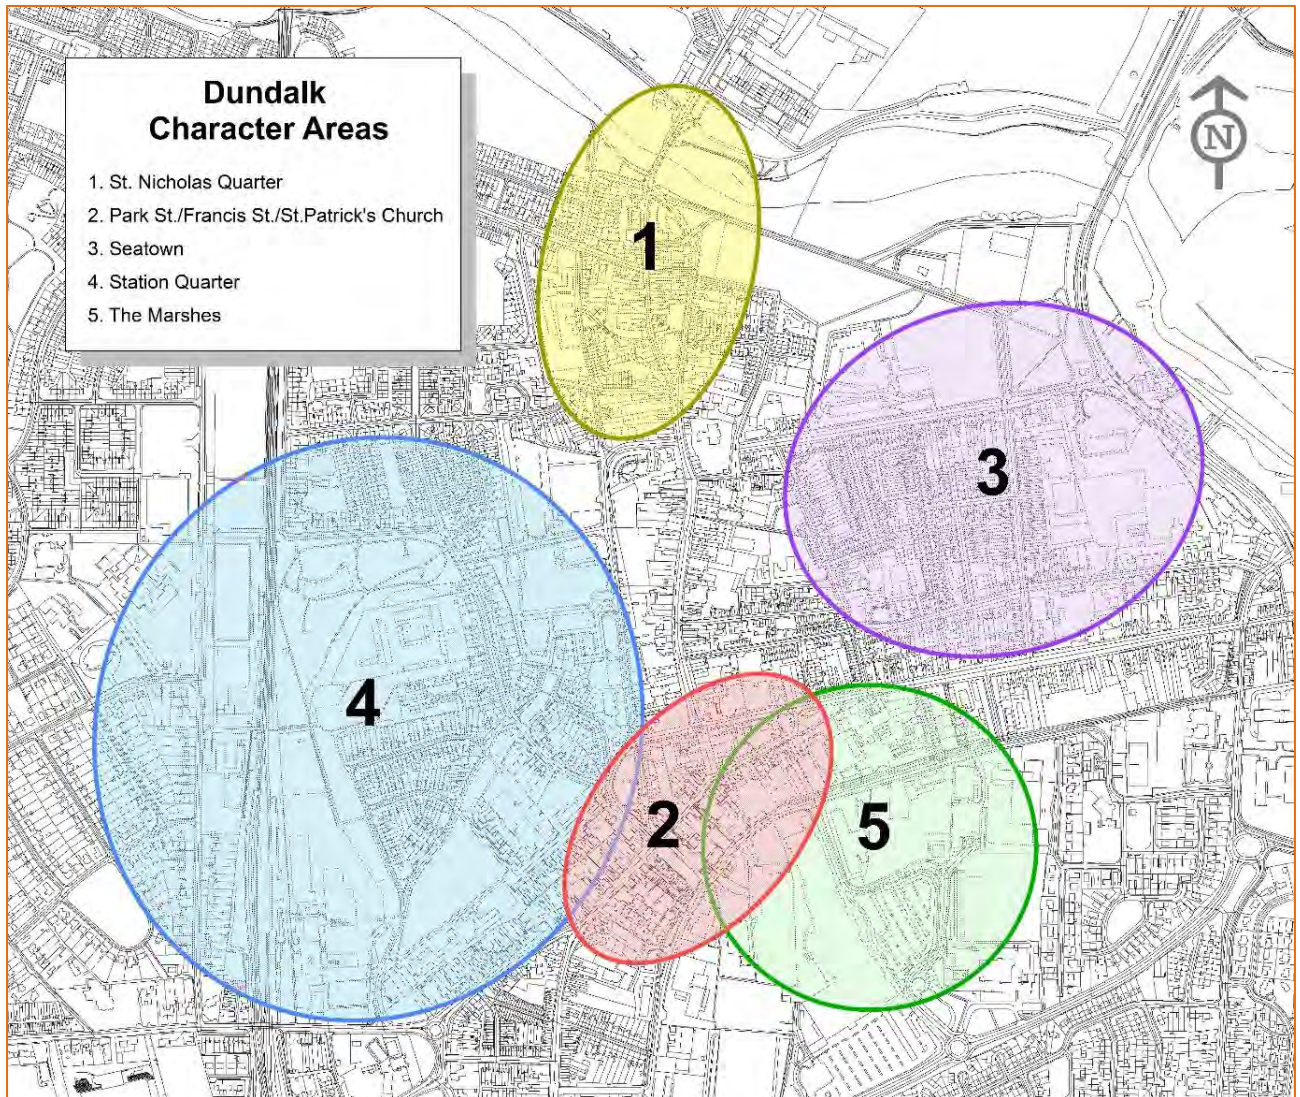 Dundalk
Character Areas
1. St. Nicholas Quarter
2. Park St./Francis St./St.Patrick's Church
3. Seatown
4. Station Quarter
5. The Marshes
N
1
3
4
2
5